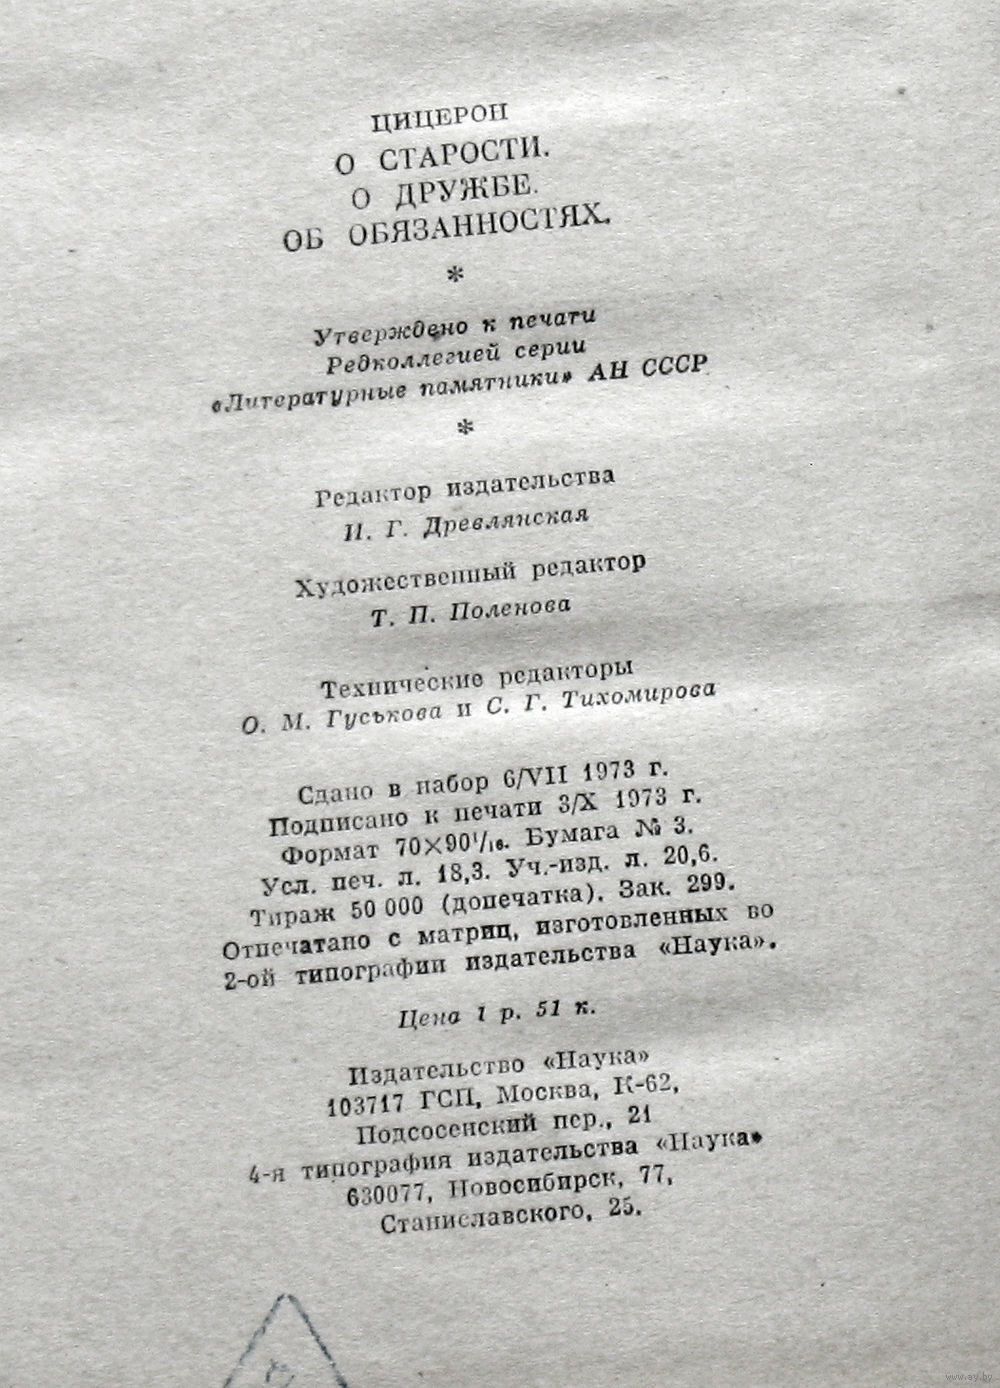 ЦИЦЕРОН
О СТАРОСТИ.
О ДРУЖБЕ.
ОБ ОБЯЗАННОСТЯХ.
*
Утверждено к печати
Редколлегией серии
«Литературные памятники» АН СССР
*
Редактор издательства
И. Г. Древлянская
Художественный редактор
Т. П. Поленова
Технические редакторы
О. М. Гуськова и С. Г. Тихомирова
Сдано в набор 6/VII 1973 г.
Подписано к печати 3/X 1973 г.
Формат 70×90¹/₁₆. Бумага № 3.
Усл. печ. л. 18,3. Уч.-изд. л. 20,6.
Тираж 50 000 (допечатка). Зак. 299.
Отпечатано с матриц, изготовленных во
2-ой типографии издательства «Наука».
Цена 1 р. 51 к.
Издательство «Наука»
103717 ГСП, Москва, К-62,
Подсосенский пер., 21
4-я типография издательства «Наука»
630077, Новосибирск, 77,
Станиславского, 25.
www.ay.by